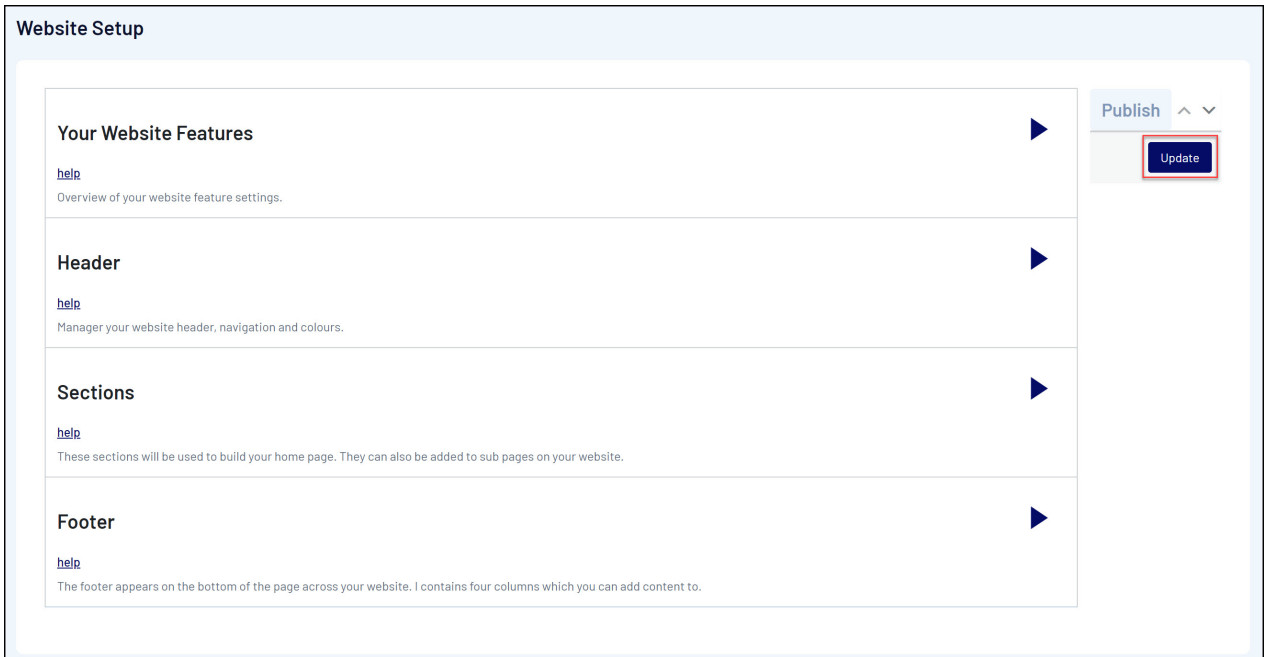 Website Setup
Your Website Features
help
Overview of your website feature settings.
Header
help
Manager your website header, navigation and colours.
Sections
help
These sections will be used to build your home page. They can also be added to sub pages on your website.
Footer
help
The footer appears on the bottom of the page across your website. I contains four columns which you can add content to.
Publish
Update